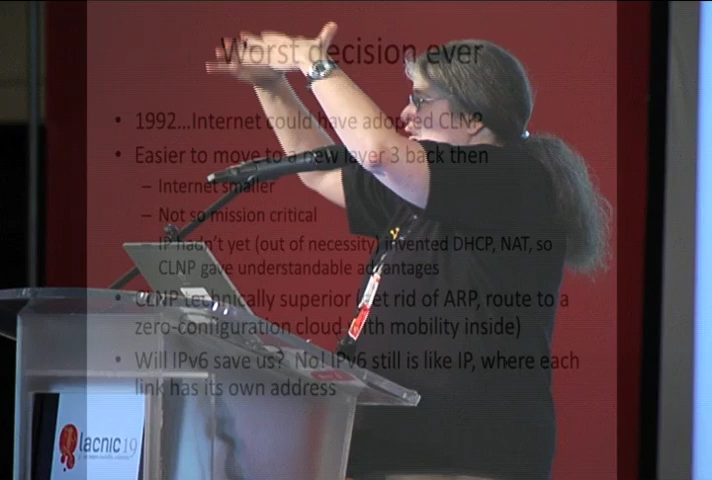 Worst decision ever
• 1992...Internet could have adopted CLNP
• Easier to move to a new layer 3 back then
– Internet smaller
– Not so mission critical
– IP hadn't yet (out of necessity) invented DHCP, NAT, so
CLNP gave understandable advantages
• CLNP technically superior (get rid of ARP, route to a
zero-configuration cloud with mobility inside)
• Will IPv6 save us? No! IPv6 still is like IP, where each
link has its own address
lacnic 19